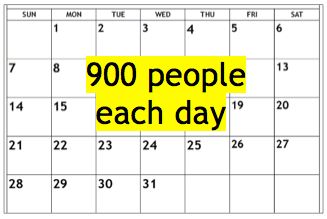 SUN MON TUE WED THU FRI SAT
1 2 3 4 5 6
7 8 13
900 people
each day
14 15 19 20
21 22 23 24 25 26 27
28 29 30 31